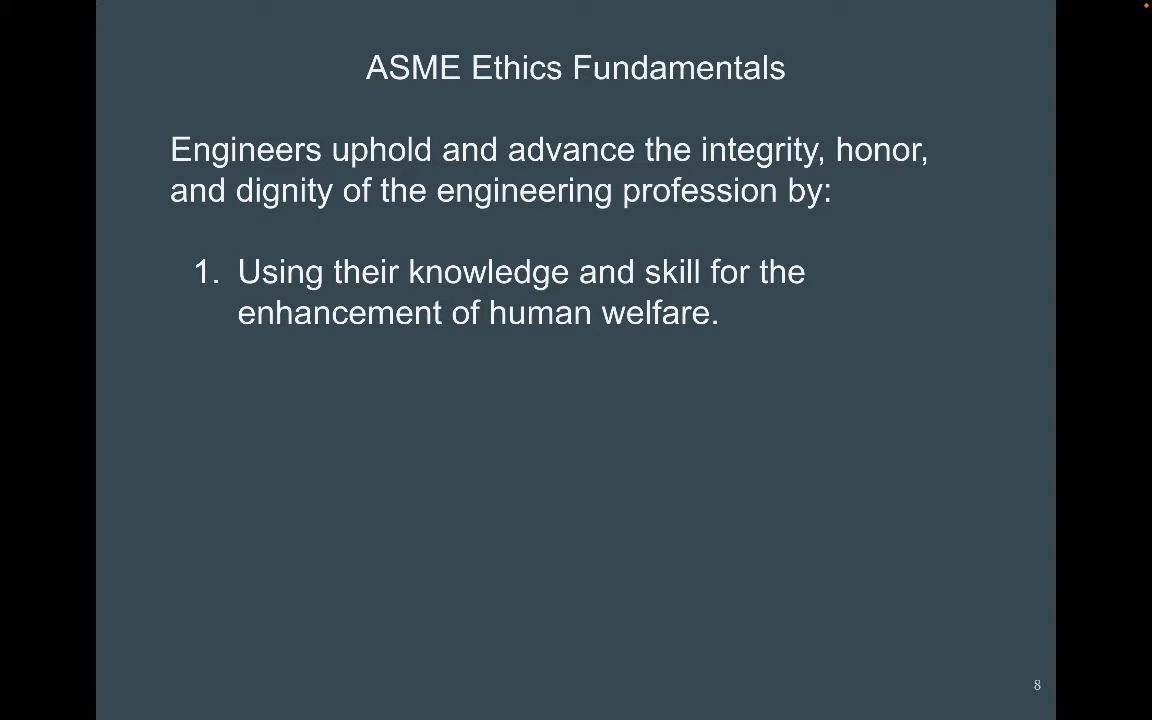 ASME Ethics Fundamentals
Engineers uphold and advance the integrity, honor,
and dignity of the engineering profession by:
1. Using their knowledge and skill for the
enhancement of human welfare.
8